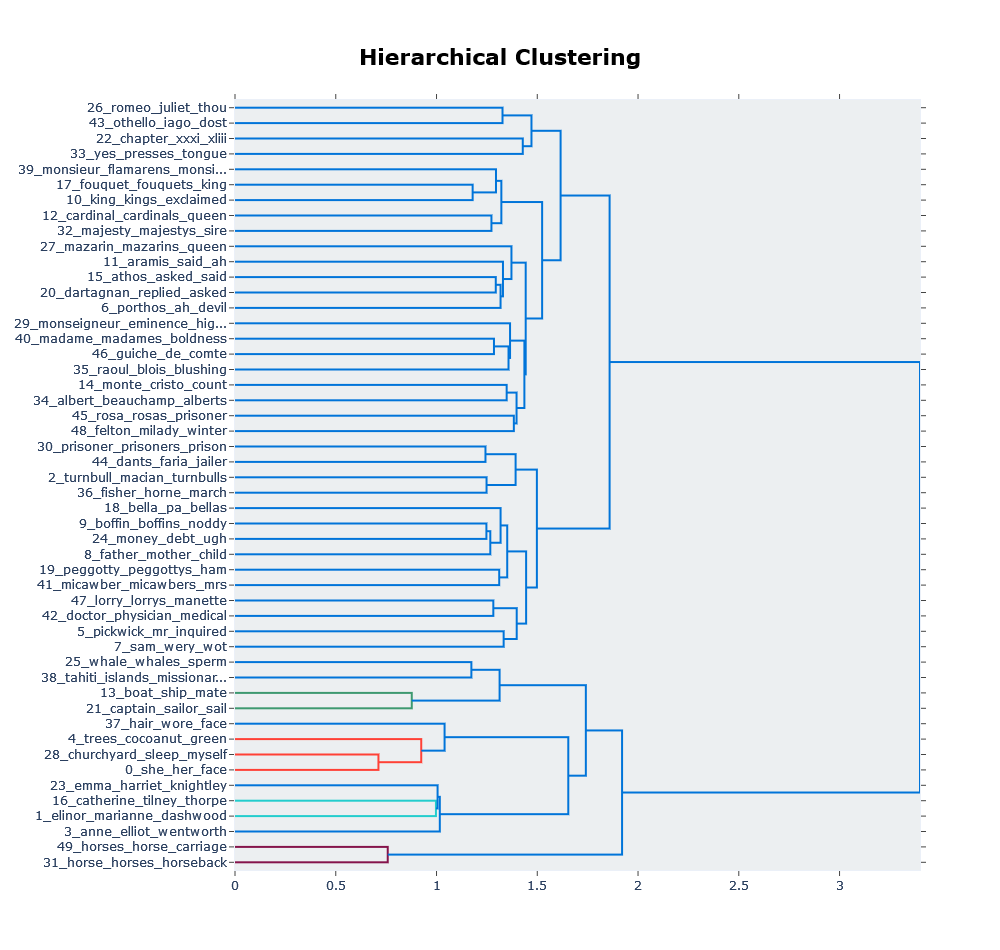 Hierarchical Clustering
26_romeo_juliet_thou
43_othello_iago_dost
22_chapter_xxxi_xliii
33_yes_presses_tongue
39_monsieur_flamarens_monsi...
17_fouquet_fouquets_king
10_king_kings_exclaimed
12_cardinal_cardinals_queen
32_majesty_majestys_sire
27_mazarin_mazarins_queen
11_aramis_said_ah
15_athos_asked_said
20_dartagnan_replied_asked
6_porthos_ah_devil
29_monseigneur_eminence_hig...
40_madame_madames_boldness
46_guiche_de_comte
35_raoul_blois_blushing
14_monte_cristo_count
34_albert_beauchamp_alberts
45_rosa_rosas_prisoner
48_felton_milady_winter
30_prisoner_prisoners_prison
44_dants_faria_jailer
2_turnbull_macian_turnbulls
36_fisher_horne_march
18_bella_pa_bellas
9_boffin_boffins_noddy
24_money_debt_ugh
8_father_mother_child
19_peggotty_peggottys_ham
41_micawber_micawbers_mrs
47_lorry_lorrys_manette
42_doctor_physician_medical
5_pickwick_mr_inquired
7_sam_wery_wot
25_whale_whales_sperm
38_tahiti_islands_missionar...
13_boat_ship_mate
21_captain_sailor_sail
37_hair_wore_face
4_trees_cocoanut_green
28_churchyard_sleep_myself
0_she_her_face
23_emma_harriet_knightley
16_catherine_tilney_thorpe
1_elinor_marianne_dashwood
3_anne_elliot_wentworth
49_horses_horse_carriage
31_horse_horses_horseback
0 0.5 1 1.5 2 2.5 3